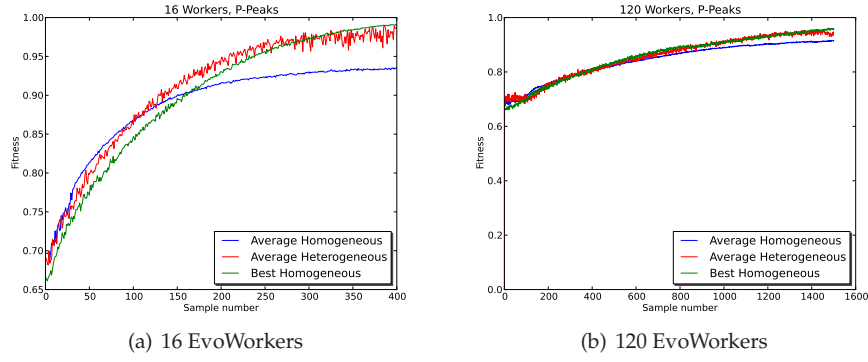 16 Workers, P-Peaks
1.00
0.95
0.90
0.85
0.80
0.75
0.70
0.65
Fitness
0
50
100
150
200
250
300
350
400
Sample number
Average Homogeneous
Average Heterogeneous
Best Homogeneous
(a) 16 EvoWorkers
120 Workers, P-Peaks
1.0
0.8
0.6
0.4
0.2
0.0
Fitness
0
200
400
600
800
1000
1200
1400
1600
Sample number
Average Homogeneous
Average Heterogeneous
Best Homogeneous
(b) 120 EvoWorkers